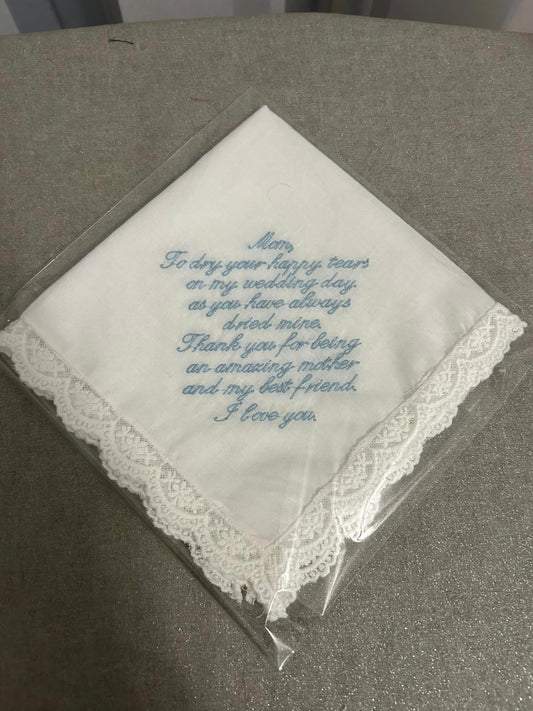 Mom,
To dry your happy tears
on my wedding day
as you have always
dried mine.
Thank you for being
an amazing mother
and my best friend.
I love you.